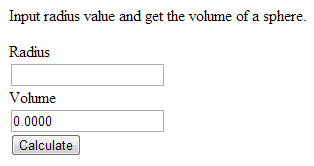 Input radius value and get the volume of a sphere.
Radius
Volume
0.0000
Calculate